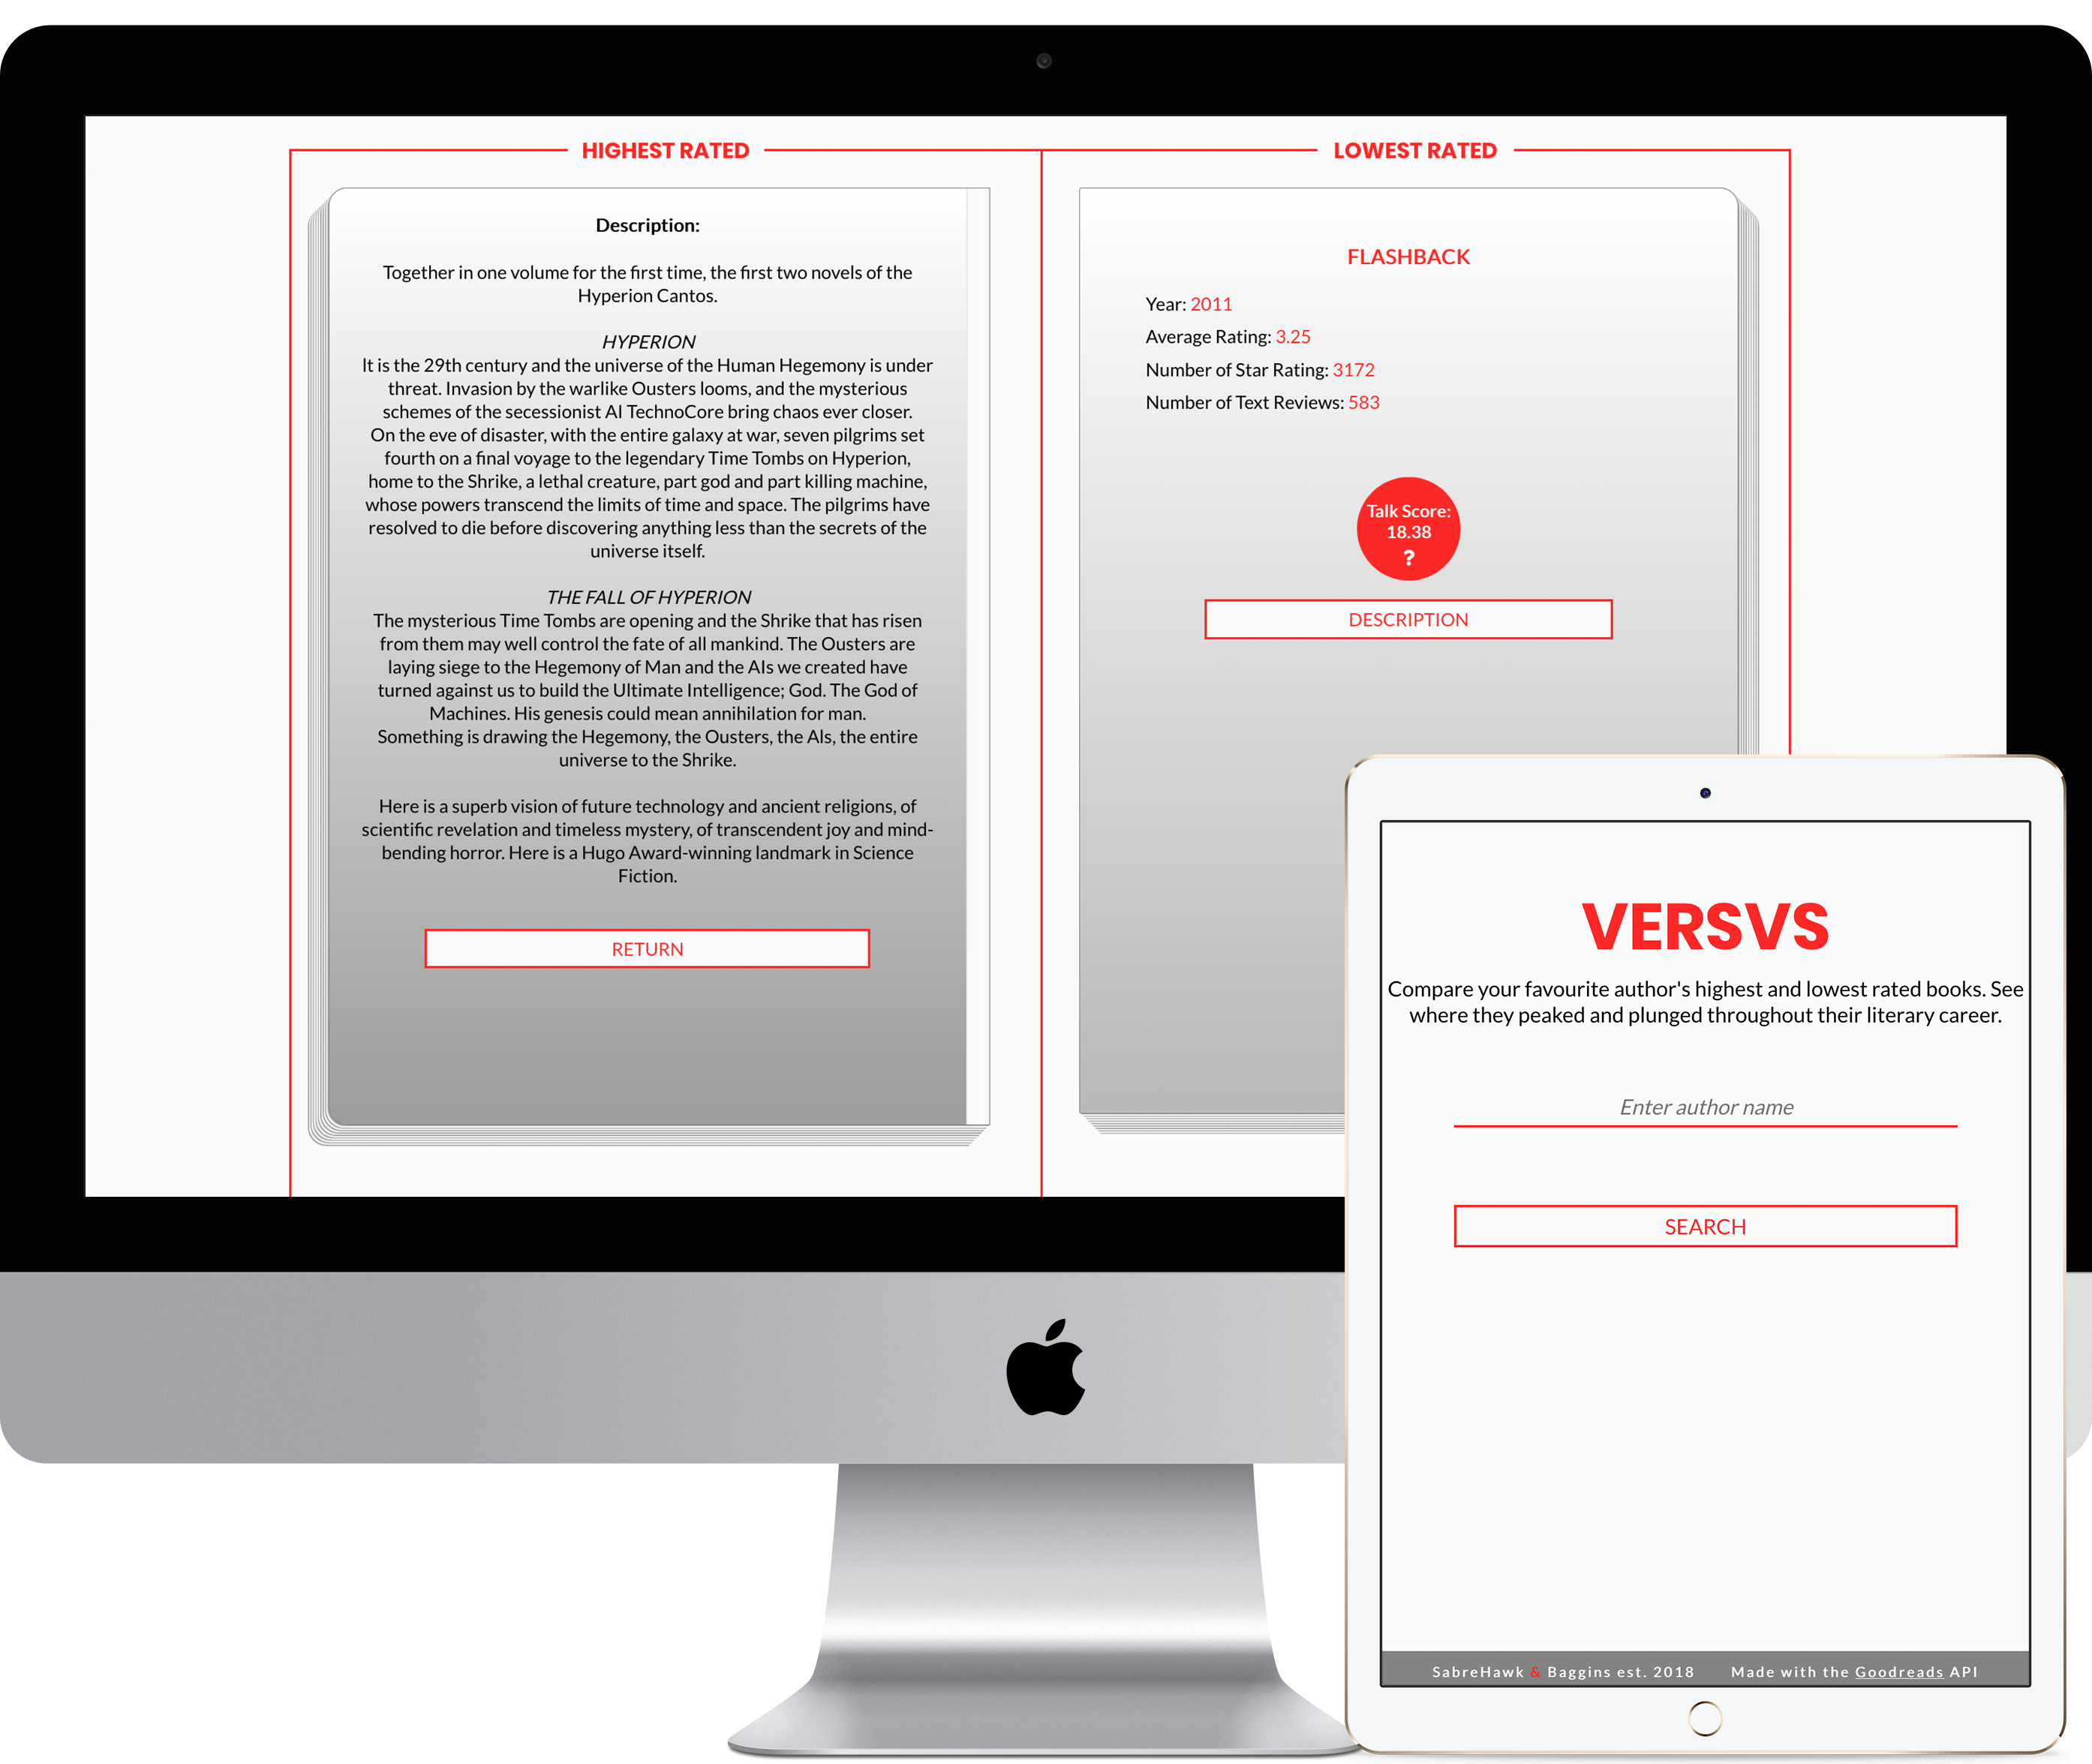 HIGHEST RATED
Description:
Together in one volume for the first time, the first two novels of the
Hyperion Cantos.
HYPERION
It is the 29th century and the universe of the Human Hegemony is under
threat. Invasion by the warlike Ousters looms, and the mysterious
schemes of the secessionist AI TechnoCore bring chaos ever closer.
On the eve of disaster, with the entire galaxy at war, seven pilgrims set
fourth on a final voyage to the legendary Time Tombs on Hyperion,
home to the Shrike, a lethal creature, part god and part killing machine,
whose powers transcend the limits of time and space. The pilgrims have
resolved to die before discovering anything less than the secrets of the
universe itself.
THE FALL OF HYPERION
The mysterious Time Tombs are opening and the Shrike that has risen
from them may well control the fate of all mankind. The Ousters are
laying siege to the Hegemony of Man and the AIs we created have
turned against us to build the Ultimate Intelligence; God. The God of
Machines. His genesis could mean annihilation for man.
Something is drawing the Hegemony, the Ousters, the AIs, the entire
universe to the Shrike.
Here is a superb vision of future technology and ancient religions, of
scientific revelation and timeless mystery, of transcendent joy and mind-
bending horror. Here is a Hugo Award-winning landmark in Science
Fiction.
RETURN
LOWEST RATED
FLASHBACK
Year: 2011
Average Rating: 3.25
Number of Star Rating: 3172
Number of Text Reviews: 583
Talk Score:
18.38
?
DESCRIPTION
VERSVS
Compare your favourite author's highest and lowest rated books. See
where they peaked and plunged throughout their literary career.
Enter author name
SEARCH
SabreHawk & Baggins est. 2018 Made with the Goodreads API